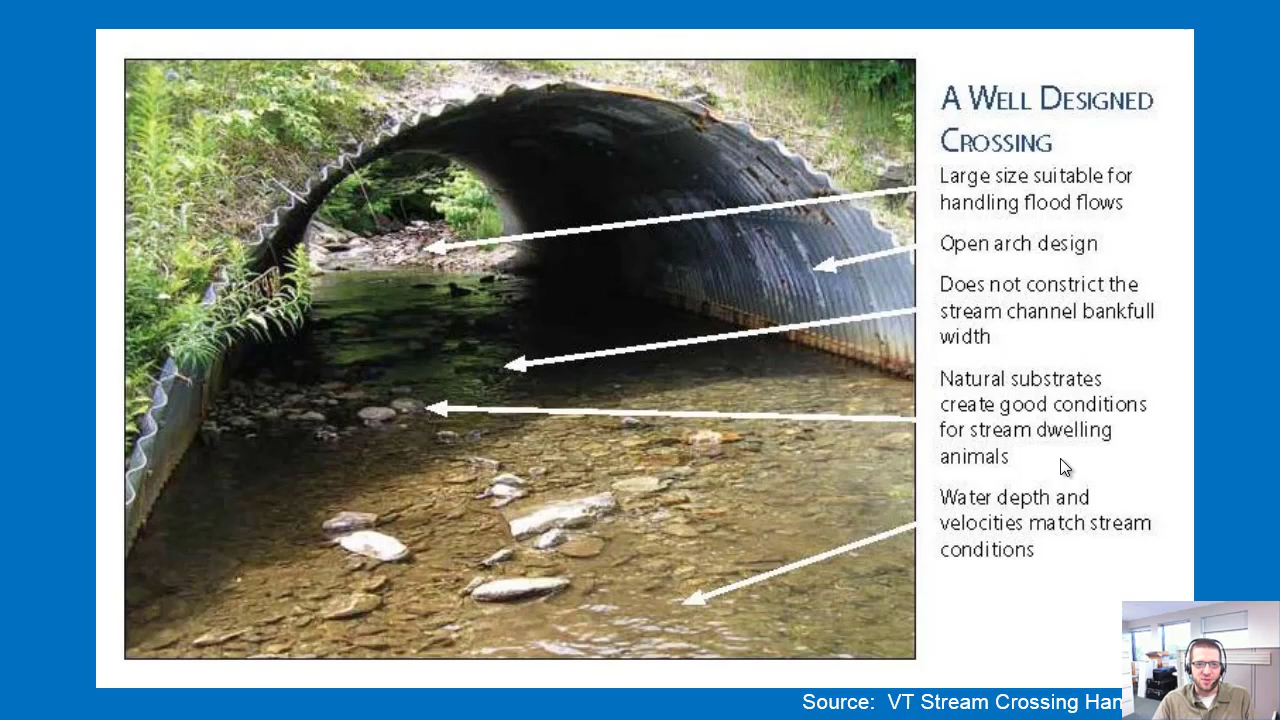 A WELL DESIGNED
CROSSING
Large size suitable for
handling flood flows
Open arch design
Does not constrict the
stream channel bankfull
width
Natural substrates
create good conditions
for stream dwelling
animals
Water depth and
velocities match stream
conditions
Source: VT Stream Crossing Han